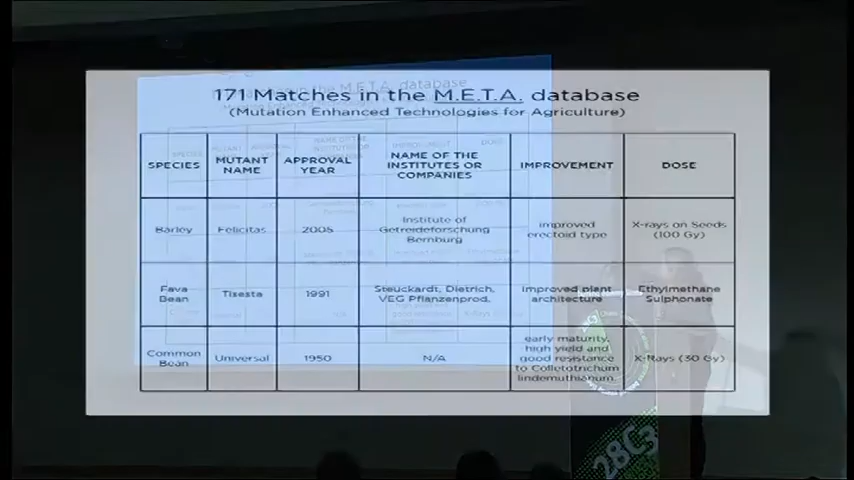 171 Matches in the M.E.T.A. database
(Mutation Enhanced Technologies for Agriculture)
SPECIES
MUTANT
NAME
APPROVAL
YEAR
NAME OF THE
INSTITUTES OR
COMPANIES
IMPROVEMENT
DOSE
Barley
Felicitas
Institute of
Getreideforschung
Bernburg
improved
erectoid type
X-rays on Seeds
(100 Gy)
Fava
Bean
Tisesta
1991
Steuckardt, Dietrich,
VEG Pflanzenprod.
improved plant
architecture
Ethylmethane
Sulphonate
Common
Bean
Universal
1950
N/A
early maturity,
high yield and
good resistance
to Colletotrichum
lindemuthianum.
X-Rays (30 Gy)
28C3